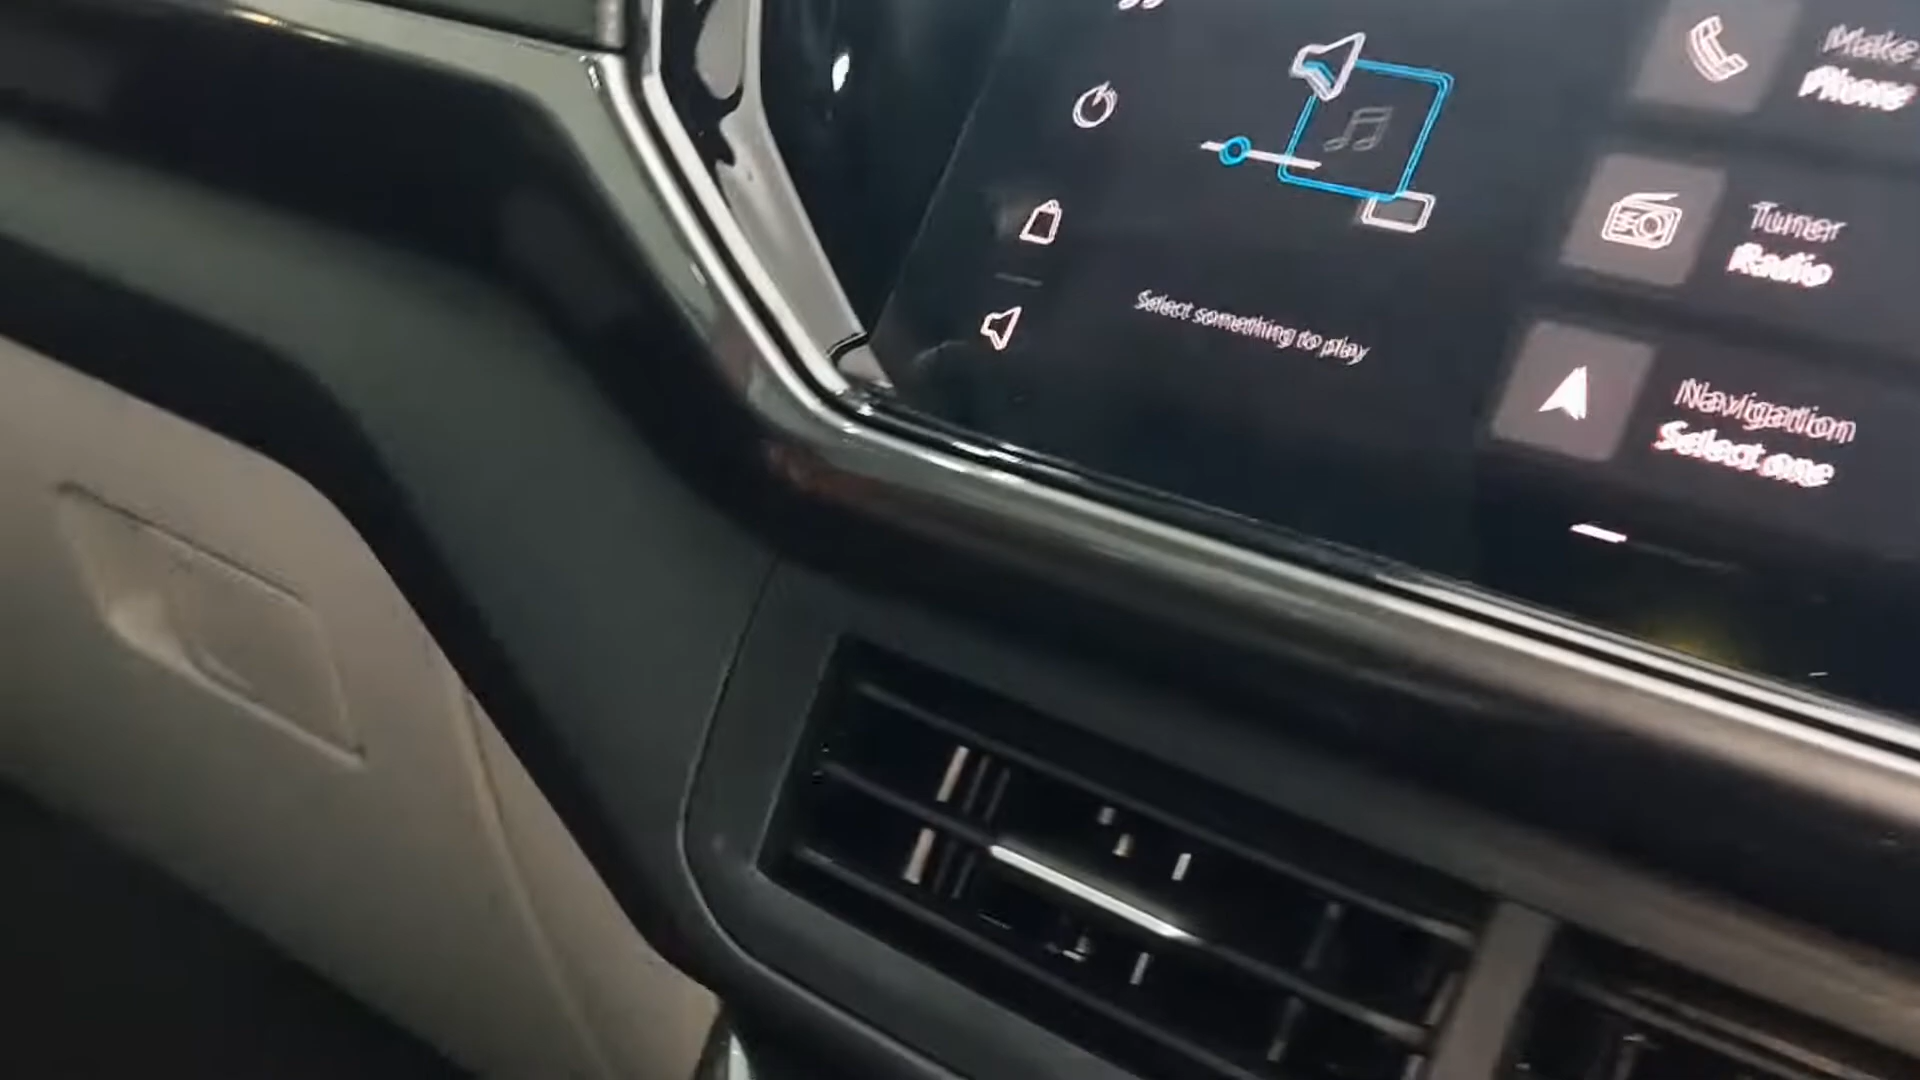 Make
Phone
Tuner
Radio
Select something to play
Navigation
Select one